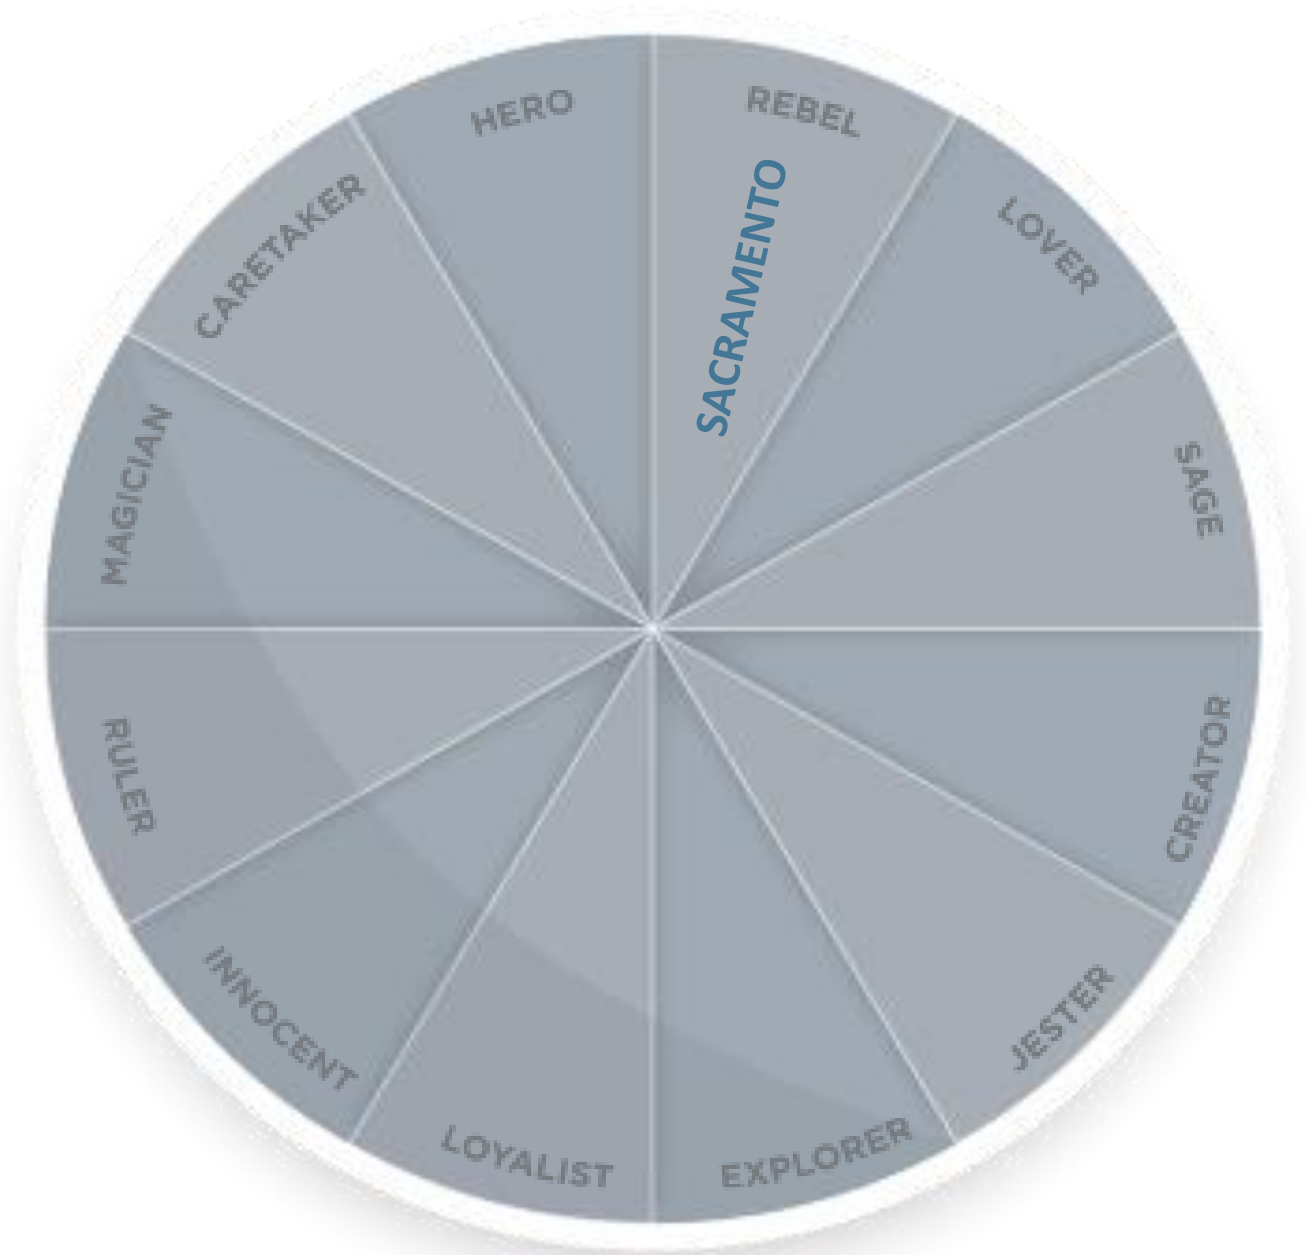 HERO
REBEL
SACRAMENTO
LOVER
SAGE
CREATOR
JESTER
EXPLORER
LOYALIST
INNOCENT
RULER
MAGICIAN
CARETAKER